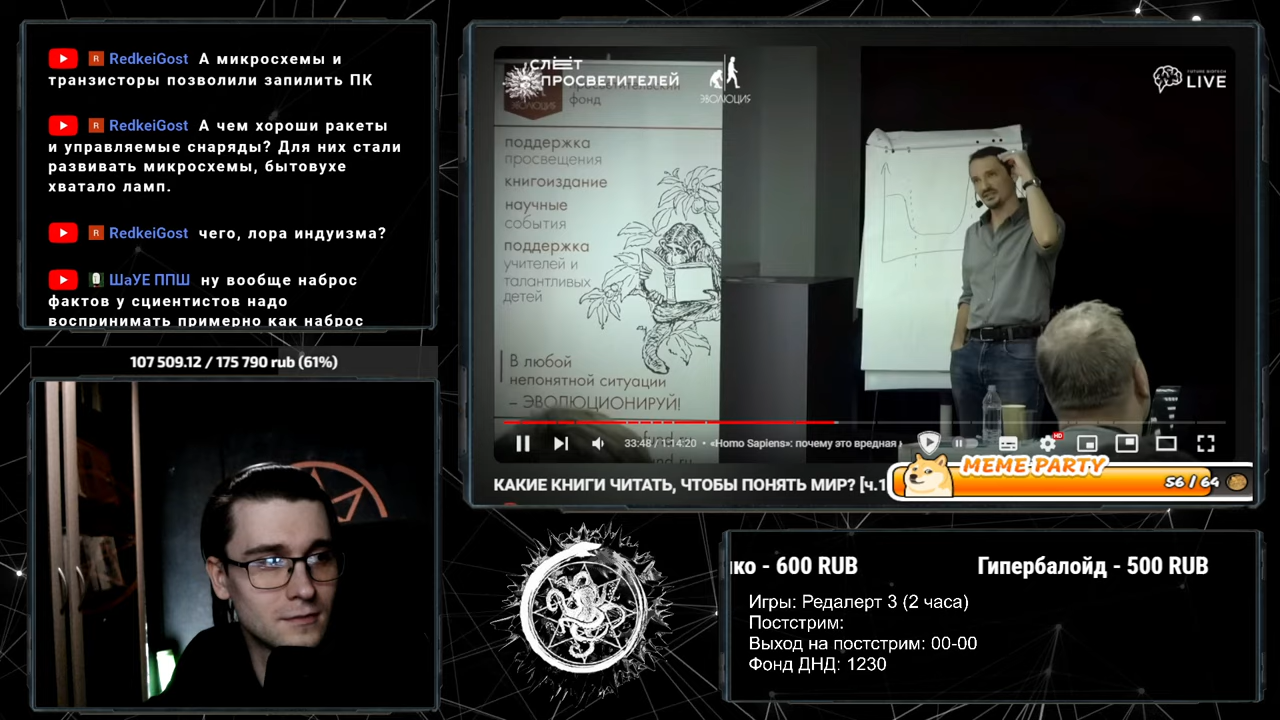 RedkeiGost А микросхемы и
транзисторы позволили запилить ПК
RedkeiGost А чем хороши ракеты
и управляемые снаряды? Для них стали
развивать микросхемы, бытовухе
хватало ламп.
RedkeiGost чего, лора индуизма?
ШаУЕ ППШ ну вообще наброс
фактов у сциентистов надо
воспринимать примерно как наброс
107 509.12 / 175 790 rub (61%)
СЛЁТ
ПРОСВЕТИТЕЛЕЙ
ЭВОЛЮЦИЯ
LIVE
фонд
поддержка
просвещения
книгоиздание
научные
события
поддержка
учителей и
талантливых
детей
В любой
непонятной ситуации
– ЭВОЛЮЦИОНИРУЙ!
33:48 / 1:14:20 • «Homo Sapiens»: почему это вредная
HD
КАКИЕ КНИГИ ЧИТАТЬ, ЧТОБЫ ПОНЯТЬ МИР? [ч.1
MEME PARTY
56 / 64
ко - 600 RUB
Гипербалойд - 500 RUB
Игры: Редалерт 3 (2 часа)
Постстрим:
Выход на постстрим: 00-00
Фонд ДНД: 1230